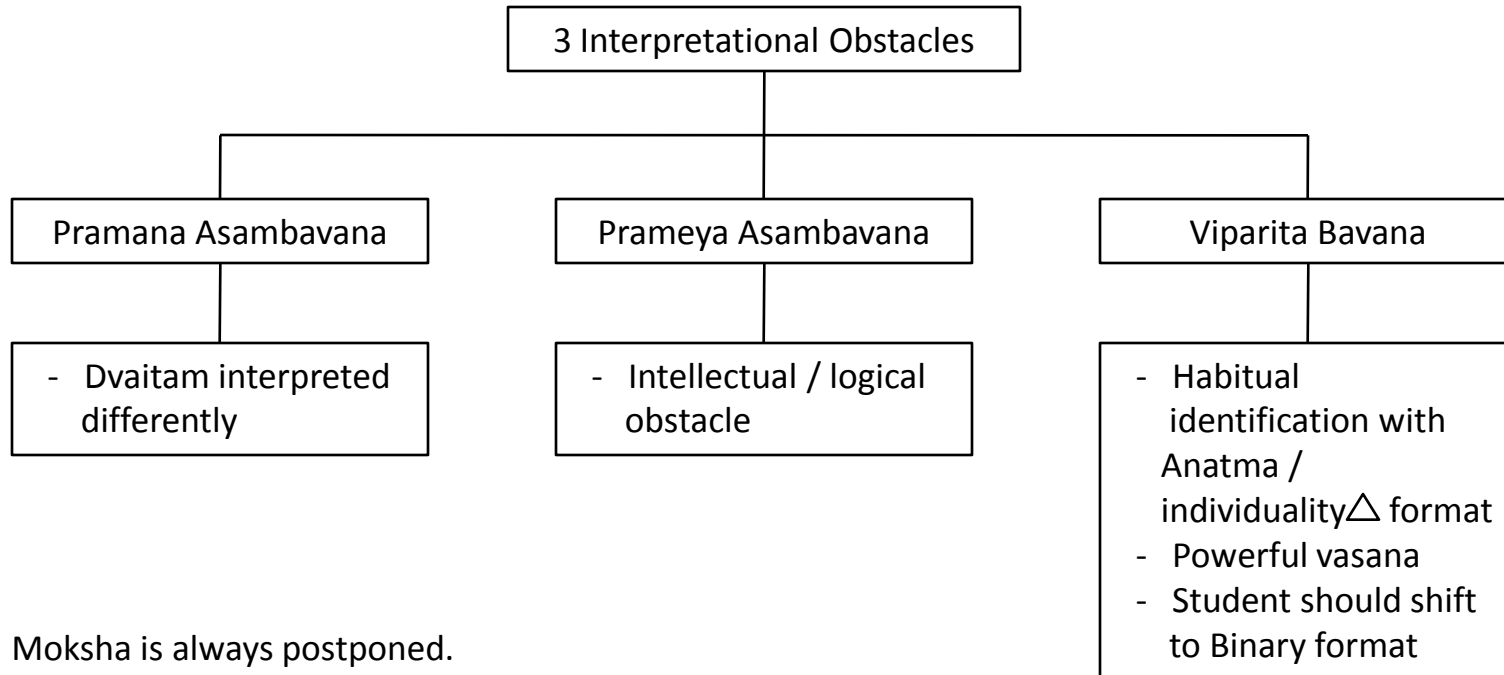 3 Interpretational Obstacles
Pramana Asambavana
Prameya Asambavana
Viparita Bavana
- Dvaitam interpreted
differently
- Intellectual / logical
obstacle
- Habitual
identification with
Anatma /
individuality△ format
- Powerful vasana
- Student should shift
to Binary format
Moksha is always postponed.